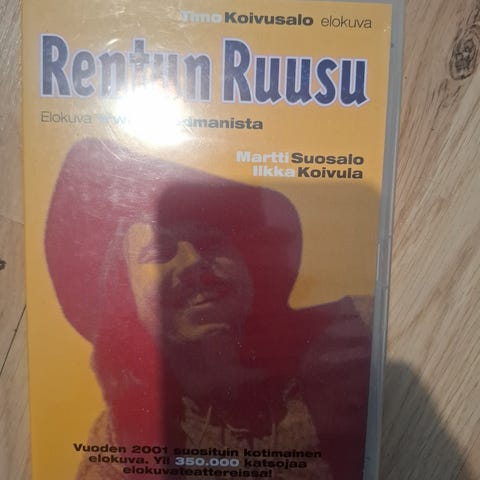 Timo Koivusalo elokuva
Rentun Ruusu
Elokuva
Martti Suosalo
Ilkka Koivula
Vuoden 2001 suosituin kotimainen
elokuva. Yli 350.000 katsojaa
elokuvateattereissa!